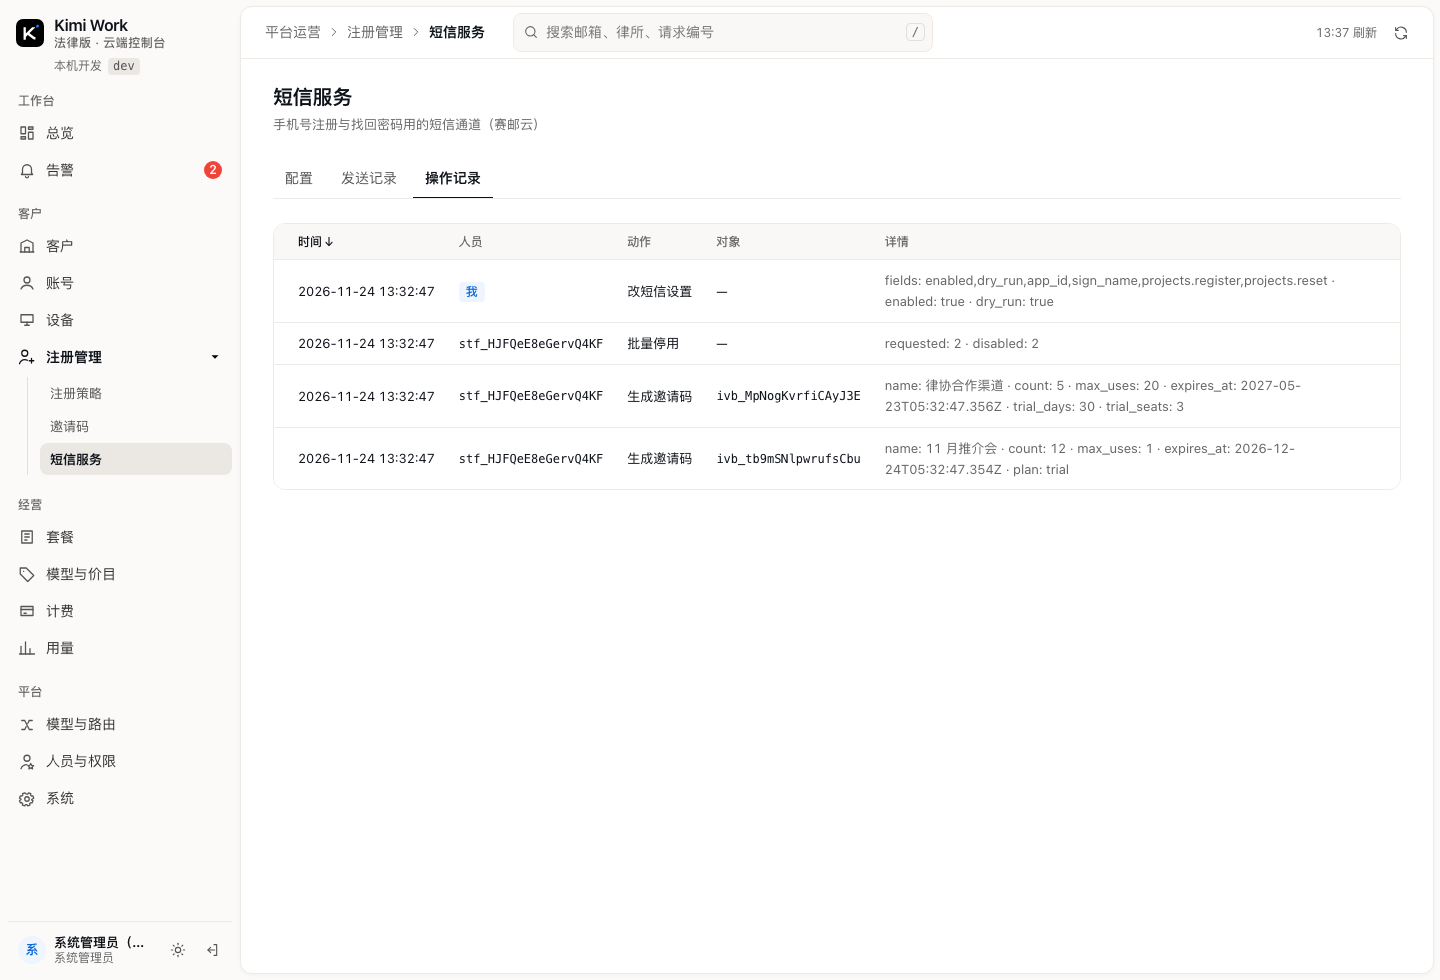 Kimi Work
法律版 · 云端控制台
本机开发 dev
工作台
总览
告警 2
客户
客户
账号
设备
注册管理
注册策略
邀请码
短信服务
经营
套餐
模型与价目
计费
用量
平台
模型与路由
人员与权限
系统
系 系统管理员（...
系统管理员
平台运营 > 注册管理 > 短信服务
搜索邮箱、律所、请求编号 /
13:37 刷新
短信服务
手机号注册与找回密码用的短信通道（赛邮云）
配置 发送记录 操作记录
时间 ↓ 人员 动作 对象 详情
2026-11-24 13:32:47 我 改短信设置 — fields: enabled,dry_run,app_id,sign_name,projects.register,projects.reset ·
enabled: true · dry_run: true
2026-11-24 13:32:47 stf_HJFQeE8eGervQ4KF 批量停用 — requested: 2 · disabled: 2
2026-11-24 13:32:47 stf_HJFQeE8eGervQ4KF 生成邀请码 ivb_MpNogKvrfiCAyJ3E name: 律协合作渠道 · count: 5 · max_uses: 20 · expires_at: 2027-05-
23T05:32:47.356Z · trial_days: 30 · trial_seats: 3
2026-11-24 13:32:47 stf_HJFQeE8eGervQ4KF 生成邀请码 ivb_tb9mSNlpwrufsCbu name: 11 月推介会 · count: 12 · max_uses: 1 · expires_at: 2026-12-
24T05:32:47.354Z · plan: trial